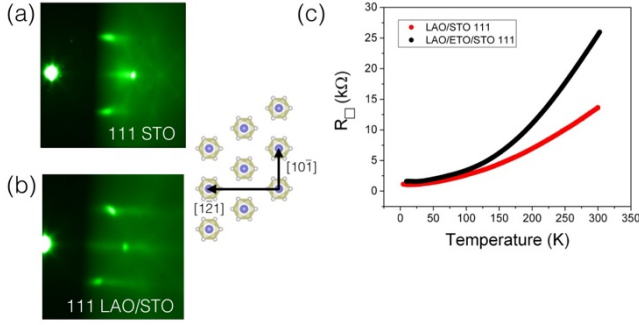 (a)
111 STO
(b)
111 LAO/STO
[101̄]
[1̄21̄]
(c)
LAO/STO 111
LAO/ETO/STO 111
R□ (kΩ)
30
25
20
15
10
5
0
0 50 100 150 200 250 300 350
Temperature (K)